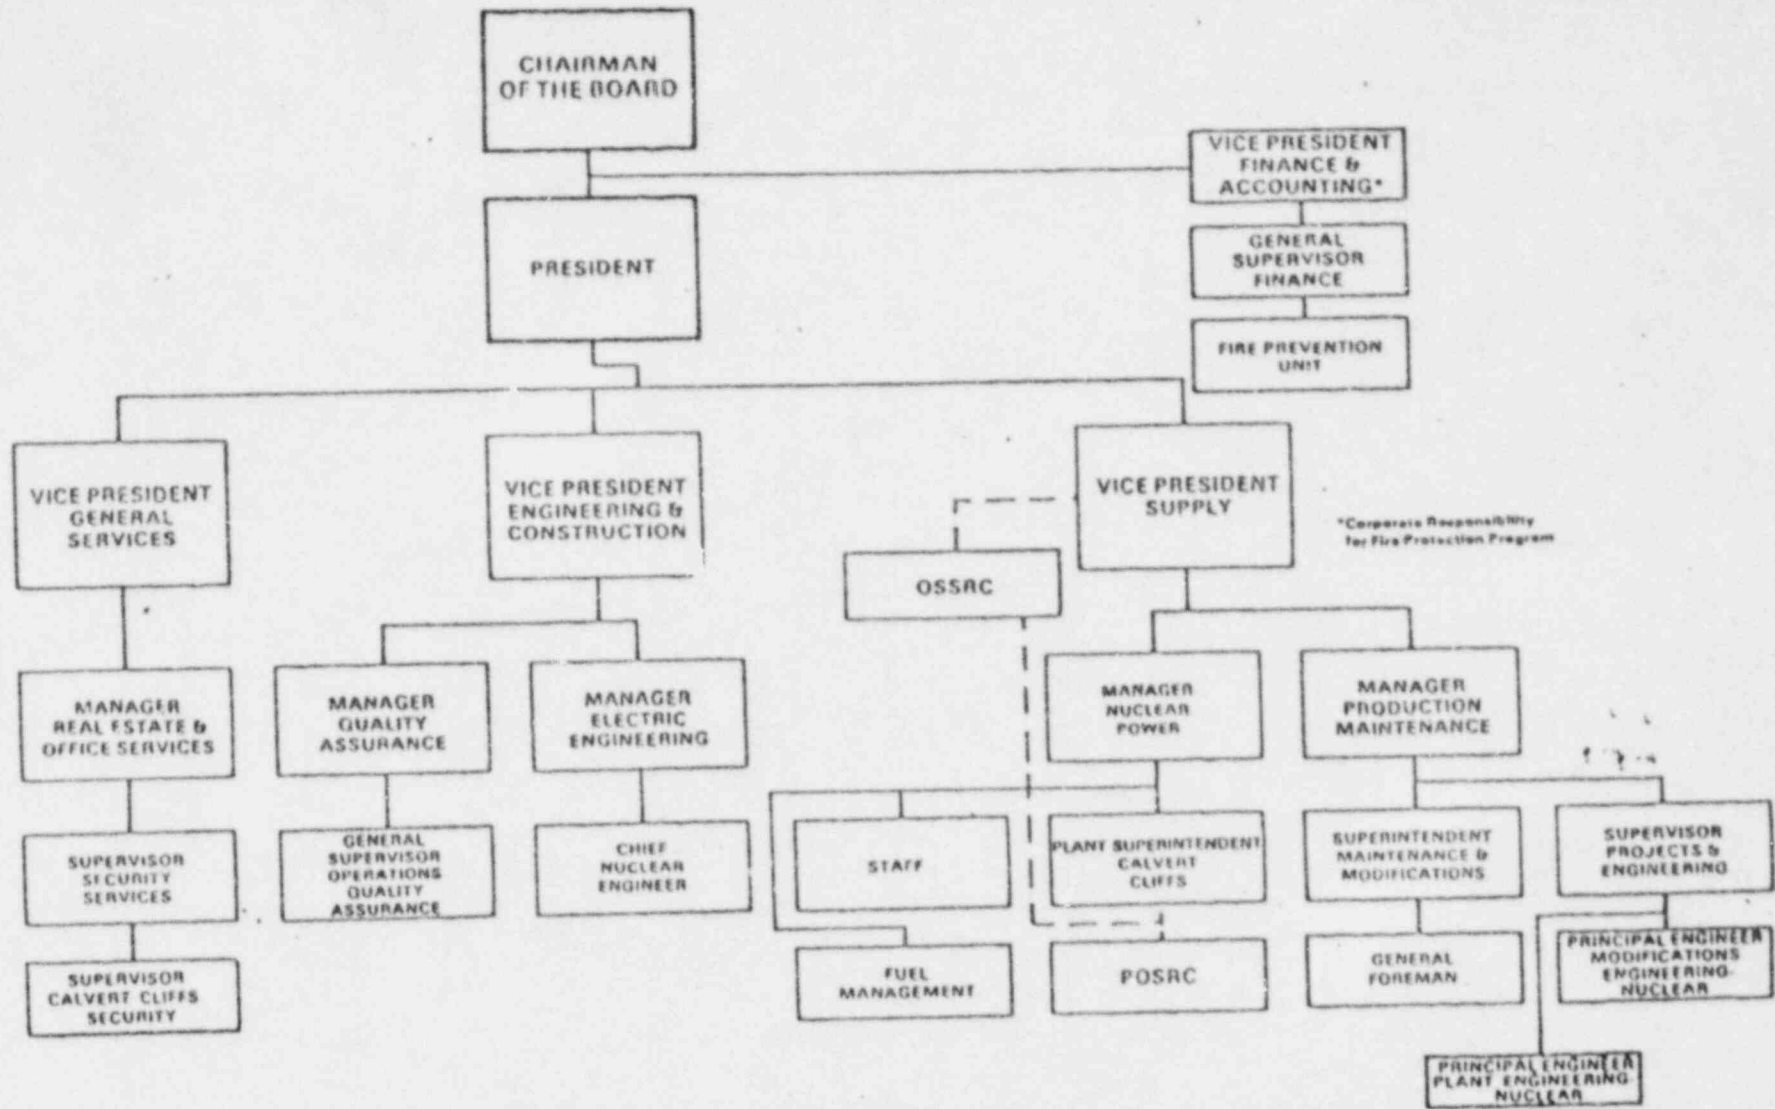 CHAIRMAN
OF THE BOARD
VICE PRESIDENT
FINANCE &
ACCOUNTING*
PRESIDENT
GENERAL
SUPERVISOR
FINANCE
FIRE PREVENTION
UNIT
VICE PRESIDENT
GENERAL
SERVICES
VICE PRESIDENT
ENGINEERING &
CONSTRUCTION
VICE PRESIDENT
SUPPLY
*Corporate Responsibility
for Fire Protection Program
OSSRC
MANAGER
REAL ESTATE &
OFFICE SERVICES
MANAGER
QUALITY
ASSURANCE
MANAGER
ELECTRIC
ENGINEERING
MANAGER
NUCLEAR
POWER
MANAGER
PRODUCTION
MAINTENANCE
SUPERVISOR
SECURITY
SERVICES
GENERAL
SUPERVISOR
OPERATIONS
QUALITY
ASSURANCE
CHIEF
NUCLEAR
ENGINEER
STAFF
PLANT SUPERINTENDENT
CALVERT
CLIFFS
SUPERINTENDENT
MAINTENANCE &
MODIFICATIONS
SUPERVISOR
PROJECTS &
ENGINEERING
SUPERVISOR
CALVERT CLIFFS
SECURITY
FUEL
MANAGEMENT
POSRC
GENERAL
FOREMAN
PRINCIPAL ENGINEER
MODIFICATIONS
ENGINEERING-
NUCLEAR
PRINCIPAL ENGINEER
PLANT ENGINEERING-
NUCLEAR